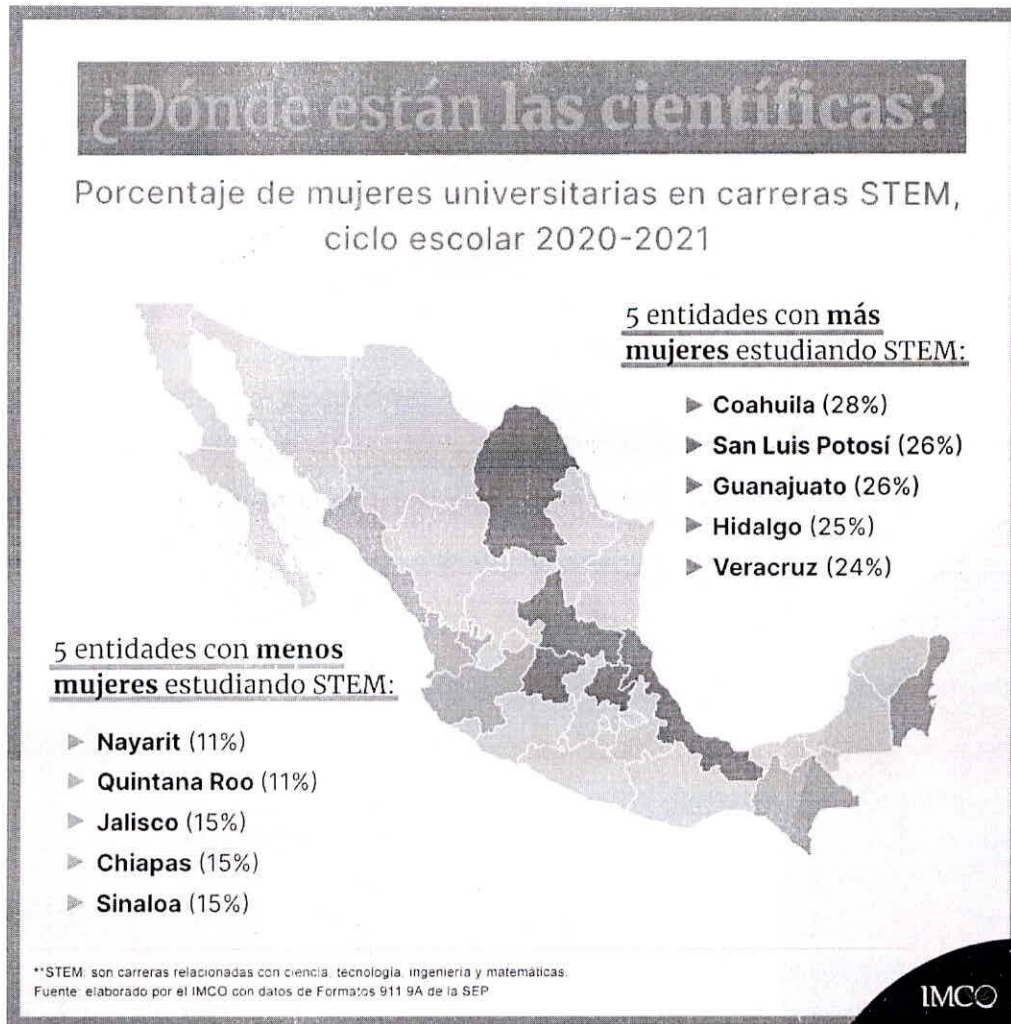 ¿Dónde están las científicas?
Porcentaje de mujeres universitarias en carreras STEM,
ciclo escolar 2020-2021
5 entidades con más
mujeres estudiando STEM:
▶ Coahuila (28%)
▶ San Luis Potosí (26%)
▶ Guanajuato (26%)
▶ Hidalgo (25%)
▶ Veracruz (24%)
5 entidades con menos
mujeres estudiando STEM:
▶ Nayarit (11%)
▶ Quintana Roo (11%)
▶ Jalisco (15%)
▶ Chiapas (15%)
▶ Sinaloa (15%)
**STEM: son carreras relacionadas con ciencia, tecnología, ingeniería y matemáticas.
Fuente: elaborado por el IMCO con datos de Formatos 911 9A de la SEP
IMCO